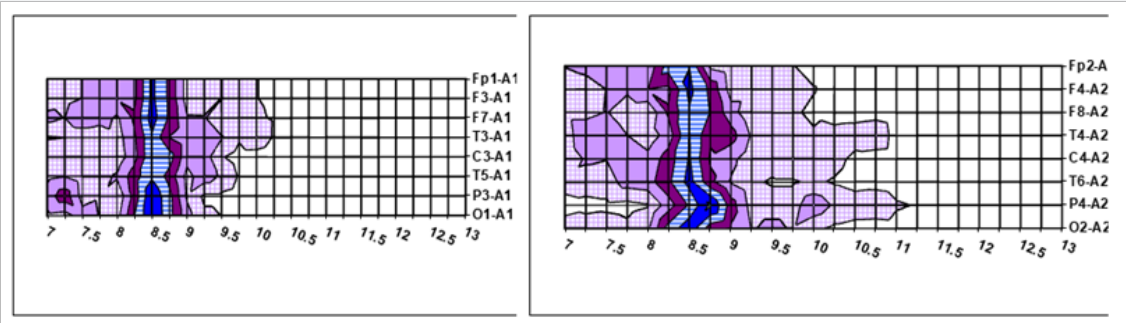 Fp1-A1
F3-A1
F7-A1
T3-A1
C3-A1
T5-A1
P3-A1
O1-A1
7 7.5 8 8.5 9 9.5 10 10.5 11 11.5 12 12.5 13
Fp2-A
F4-A2
F8-A2
T4-A2
C4-A2
T6-A2
P4-A2
O2-A2
7 7.5 8 8.5 9 9.5 10 10.5 11 11.5 12 12.5 13